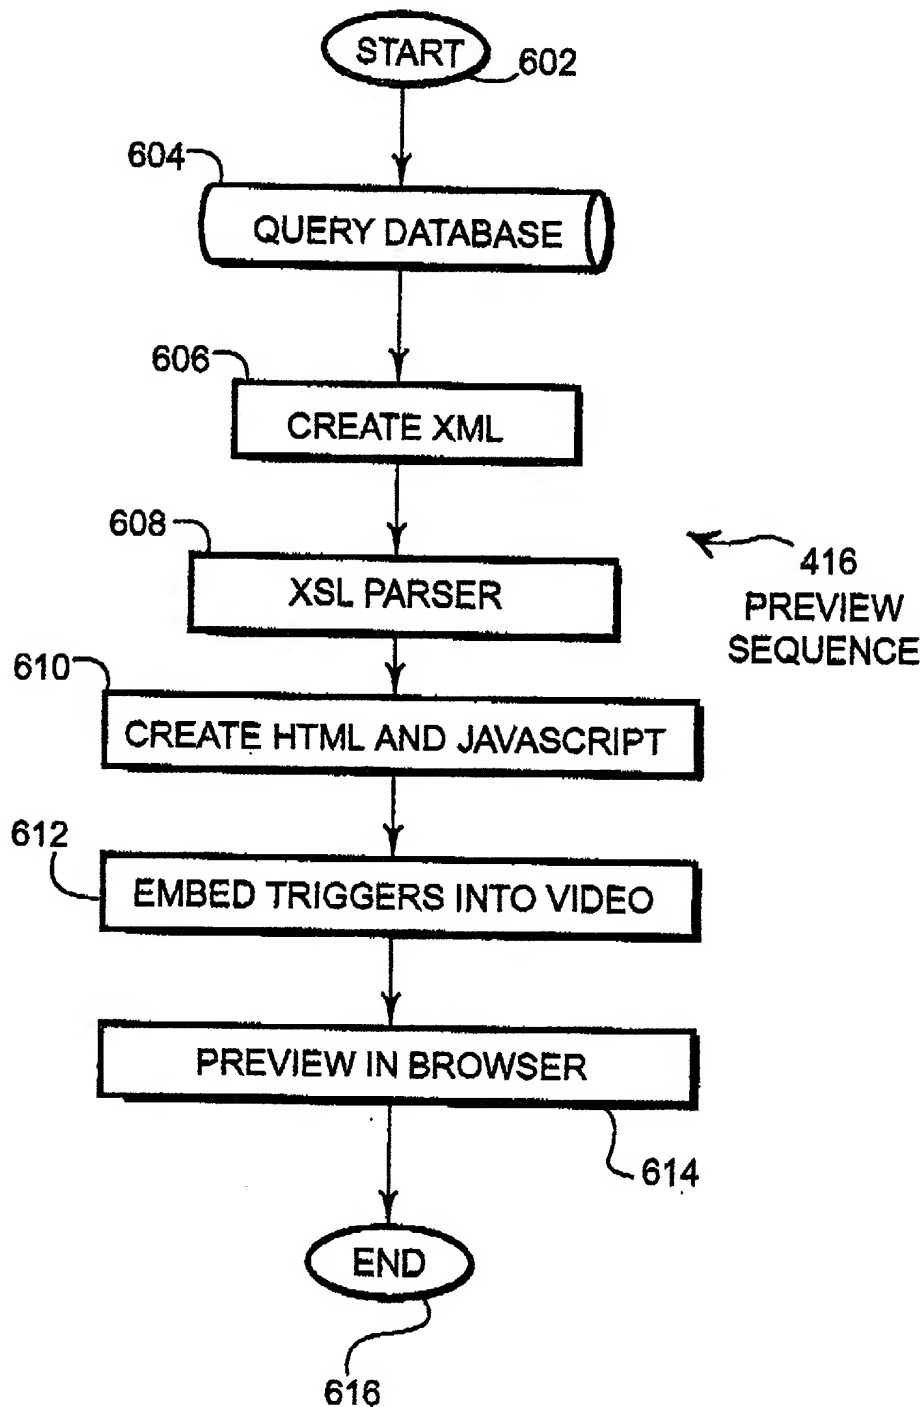 START
602
604
QUERY DATABASE
606
CREATE XML
608
XSL PARSER
416
PREVIEW
SEQUENCE
610
CREATE HTML AND JAVASCRIPT
612
EMBED TRIGGERS INTO VIDEO
PREVIEW IN BROWSER
614
END
616